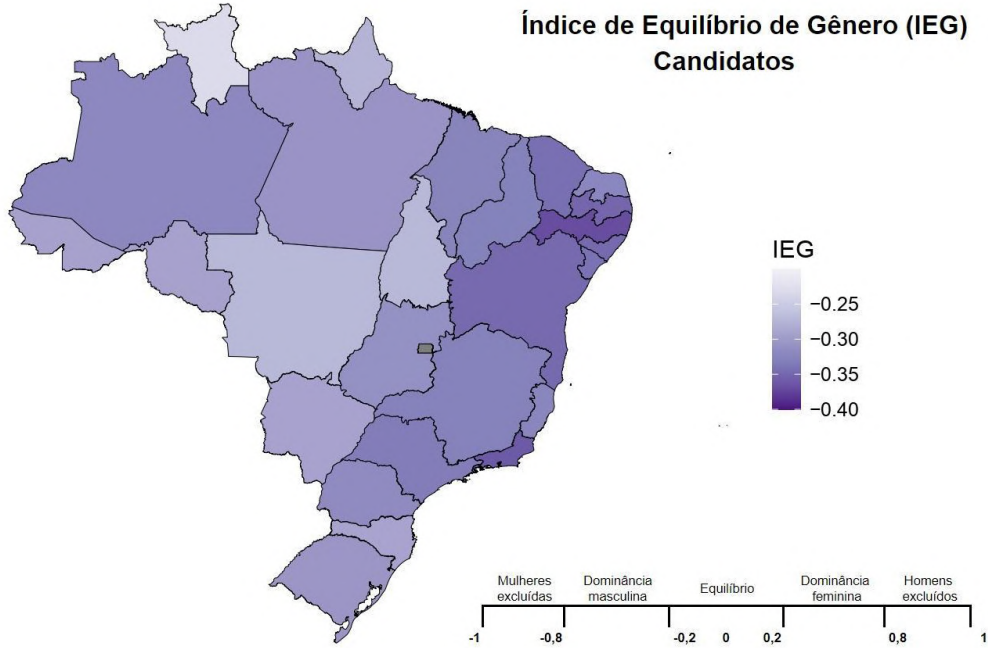 Índice de Equilíbrio de Gênero (IEG)
Candidatos
IEG
−0.25
−0.30
−0.35
−0.40
Mulheres
excluídas
Dominância
masculina
Equilíbrio
Dominância
feminina
Homens
excluídos
-1
-0,8
-0,2
0
0,2
0,8
1